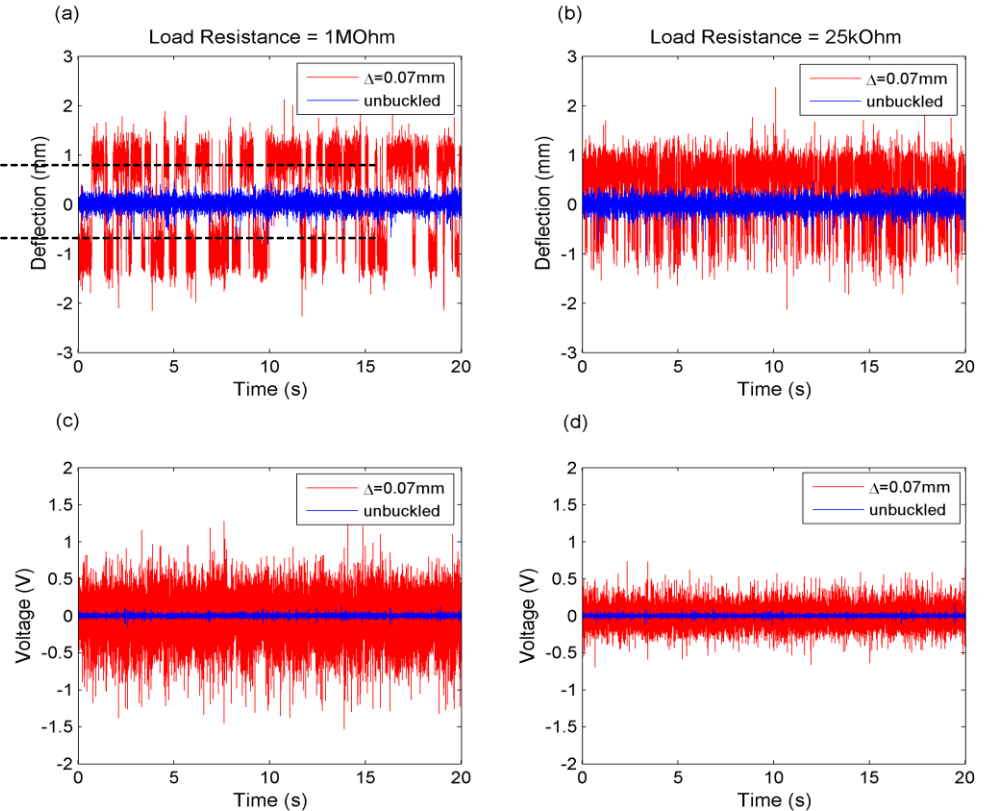 (a)
Load Resistance = 1MOhm
Δ=0.07mm
unbuckled
3
2
1
0
-1
-2
-3
Deflection (mm)
0
5
10
15
20
Time (s)
(b)
Load Resistance = 25kOhm
Δ=0.07mm
unbuckled
3
2
1
0
-1
-2
-3
Deflection (mm)
0
5
10
15
20
Time (s)
(c)
Δ=0.07mm
unbuckled
2
1.5
1
0.5
0
-0.5
-1
-1.5
-2
Voltage (V)
0
5
10
15
20
Time (s)
(d)
Δ=0.07mm
unbuckled
2
1.5
1
0.5
0
-0.5
-1
-1.5
-2
Voltage (V)
0
5
10
15
20
Time (s)